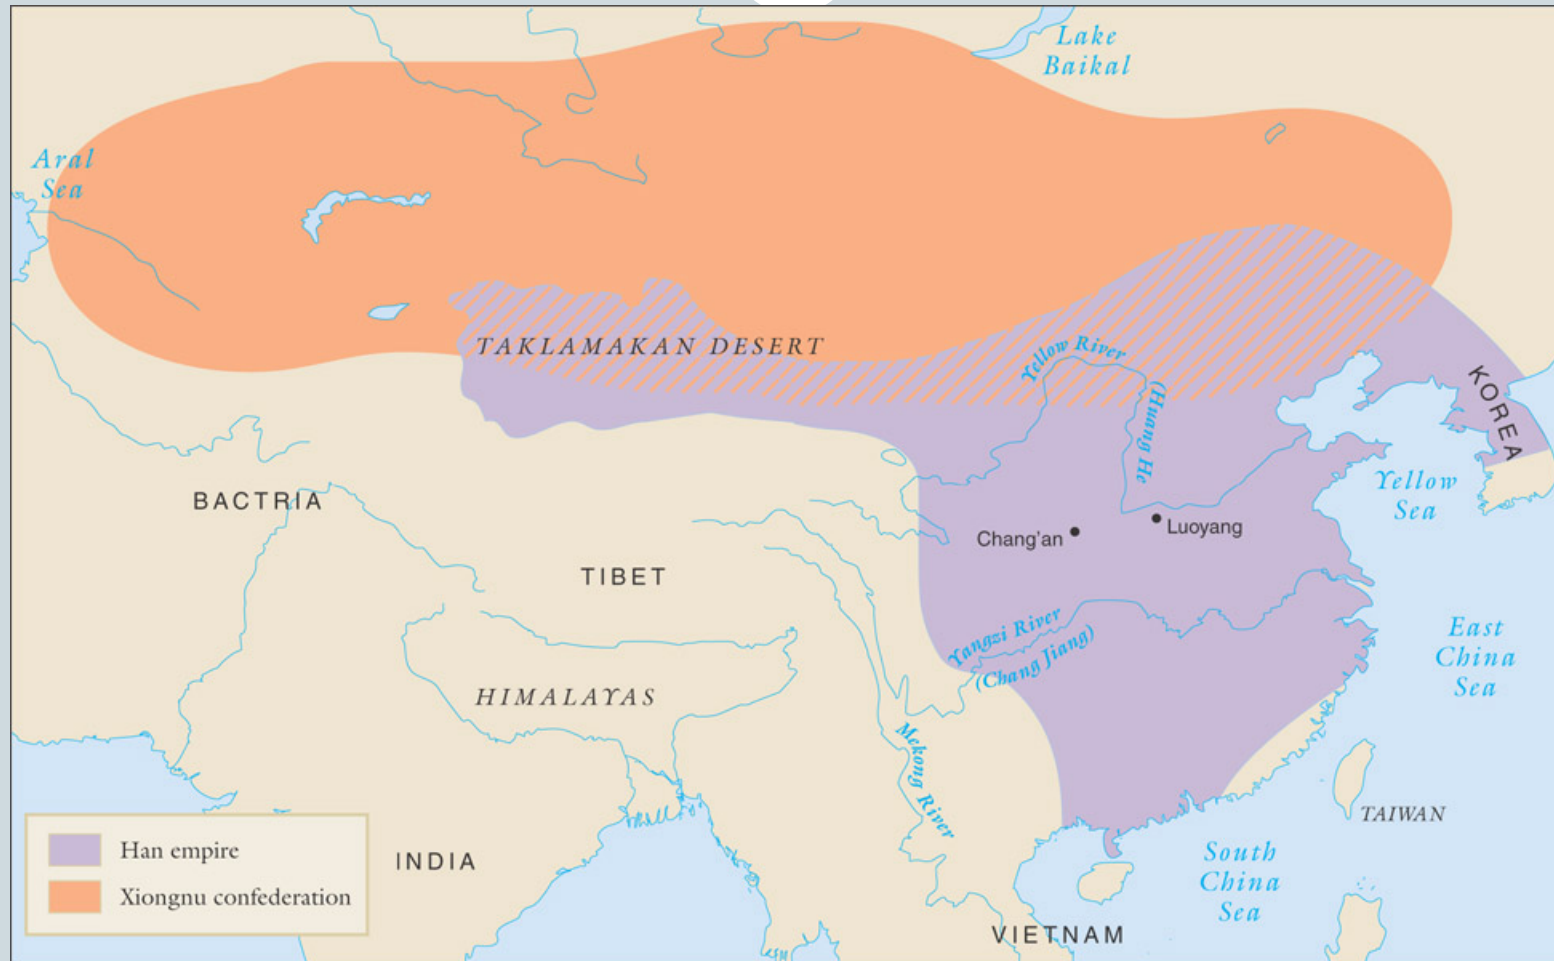 Lake
Baikal
Aral
Sea
TAKLAMAKAN DESERT
Yellow River
(Huang He
KOREA
Yellow
Sea
BACTRIA
Chang'an
Luoyang
TIBET
Yangzi River
(Chang Jiang)
East
China
Sea
HIMALAYAS
Mekong River
TAIWAN
Han empire
Xiongnu confederation
INDIA
South
China
Sea
VIETNAM